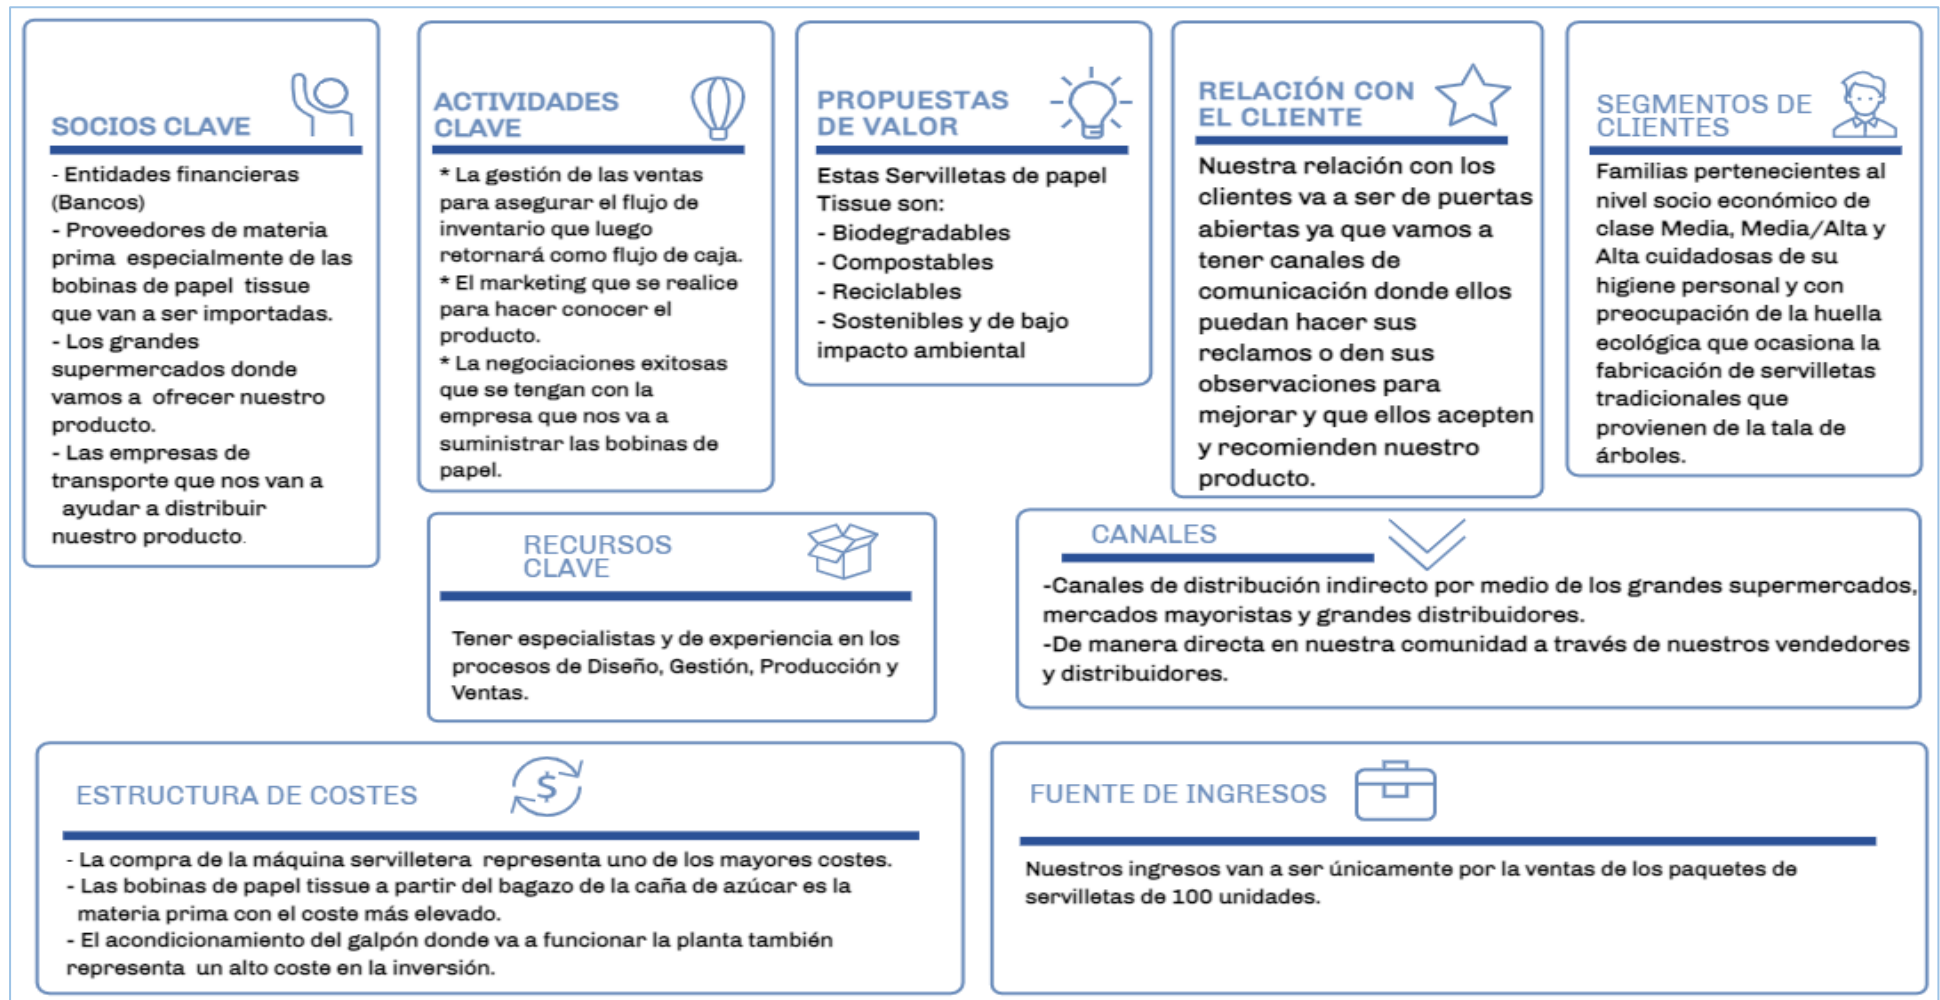 SOCIOS CLAVE
- Entidades financieras
(Bancos)
- Proveedores de materia
prima especialmente de las
bobinas de papel tissue
que van a ser importadas.
- Los grandes
supermercados donde
vamos a ofrecer nuestro
producto.
- Las empresas de
transporte que nos van a
ayudar a distribuir
nuestro producto.
ACTIVIDADES
CLAVE
* La gestión de las ventas
para asegurar el flujo de
inventario que luego
retornará como flujo de caja.
* El marketing que se realice
para hacer conocer el
producto.
* La negociaciones exitosas
que se tengan con la
empresa que nos va a
suministrar las bobinas de
papel.
RECURSOS
CLAVE
Tener especialistas y de experiencia en los
procesos de Diseño, Gestión, Producción y
Ventas.
PROPUESTAS
DE VALOR
Estas Servilletas de papel
Tissue son:
- Biodegradables
- Compostables
- Reciclables
- Sostenibles y de bajo
impacto ambiental
RELACIÓN CON
EL CLIENTE
Nuestra relación con los
clientes va a ser de puertas
abiertas ya que vamos a
tener canales de
comunicación donde ellos
puedan hacer sus
reclamos o den sus
observaciones para
mejorar y que ellos acepten
y recomienden nuestro
producto.
SEGMENTOS DE
CLIENTES
Familias pertenecientes al
nivel socio económico de
clase Media, Media/Alta y
Alta cuidadosas de su
higiene personal y con
preocupación de la huella
ecológica que ocasiona la
fabricación de servilletas
tradicionales que
provienen de la tala de
árboles.
CANALES
-Canales de distribución indirecto por medio de los grandes supermercados,
mercados mayoristas y grandes distribuidores.
-De manera directa en nuestra comunidad a través de nuestros vendedores
y distribuidores.
ESTRUCTURA DE COSTES
$
- La compra de la máquina servilletera representa uno de los mayores costes.
- Las bobinas de papel tissue a partir del bagazo de la caña de azúcar es la
materia prima con el coste más elevado.
- El acondicionamiento del galpón donde va a funcionar la planta también
representa un alto coste en la inversión.
FUENTE DE INGRESOS
Nuestros ingresos van a ser únicamente por la ventas de los paquetes de
servilletas de 100 unidades.